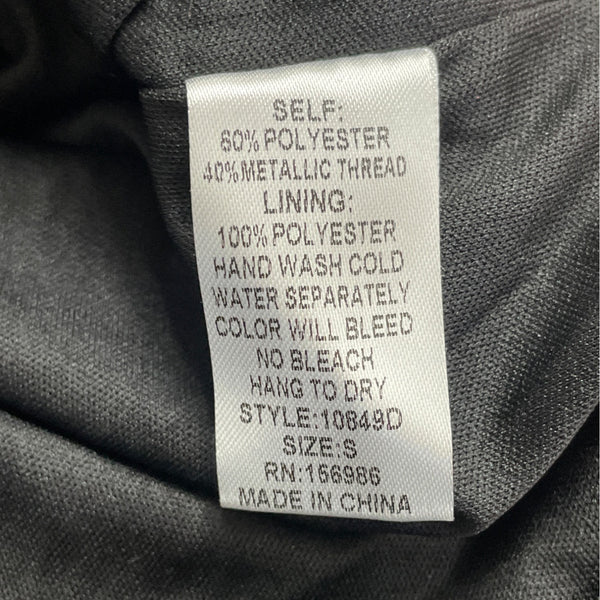 SELF:
60% POLYESTER
40% METALLIC THREAD
LINING:
100% POLYESTER
HAND WASH COLD
WATER SEPARATELY
COLOR WILL BLEED
NO BLEACH
HANG TO DRY
STYLE:10849D
SIZE:S
RN:156986
MADE IN CHINA